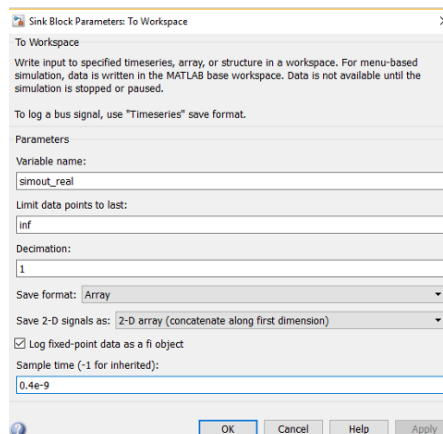 Sink Block Parameters: To Workspace
To Workspace
Write input to specified timeseries, array, or structure in a workspace. For menu-based
simulation, data is written in the MATLAB base workspace. Data is not available until the
simulation is stopped or paused.
To log a bus signal, use "Timeseries" save format.
Parameters
Variable name:
simout_real
Limit data points to last:
inf
Decimation:
1
Save format: Array
Save 2-D signals as: 2-D array (concatenate along first dimension)
Log fixed-point data as a fi object
Sample time (-1 for inherited):
0.4e-9
OK Cancel Help Apply